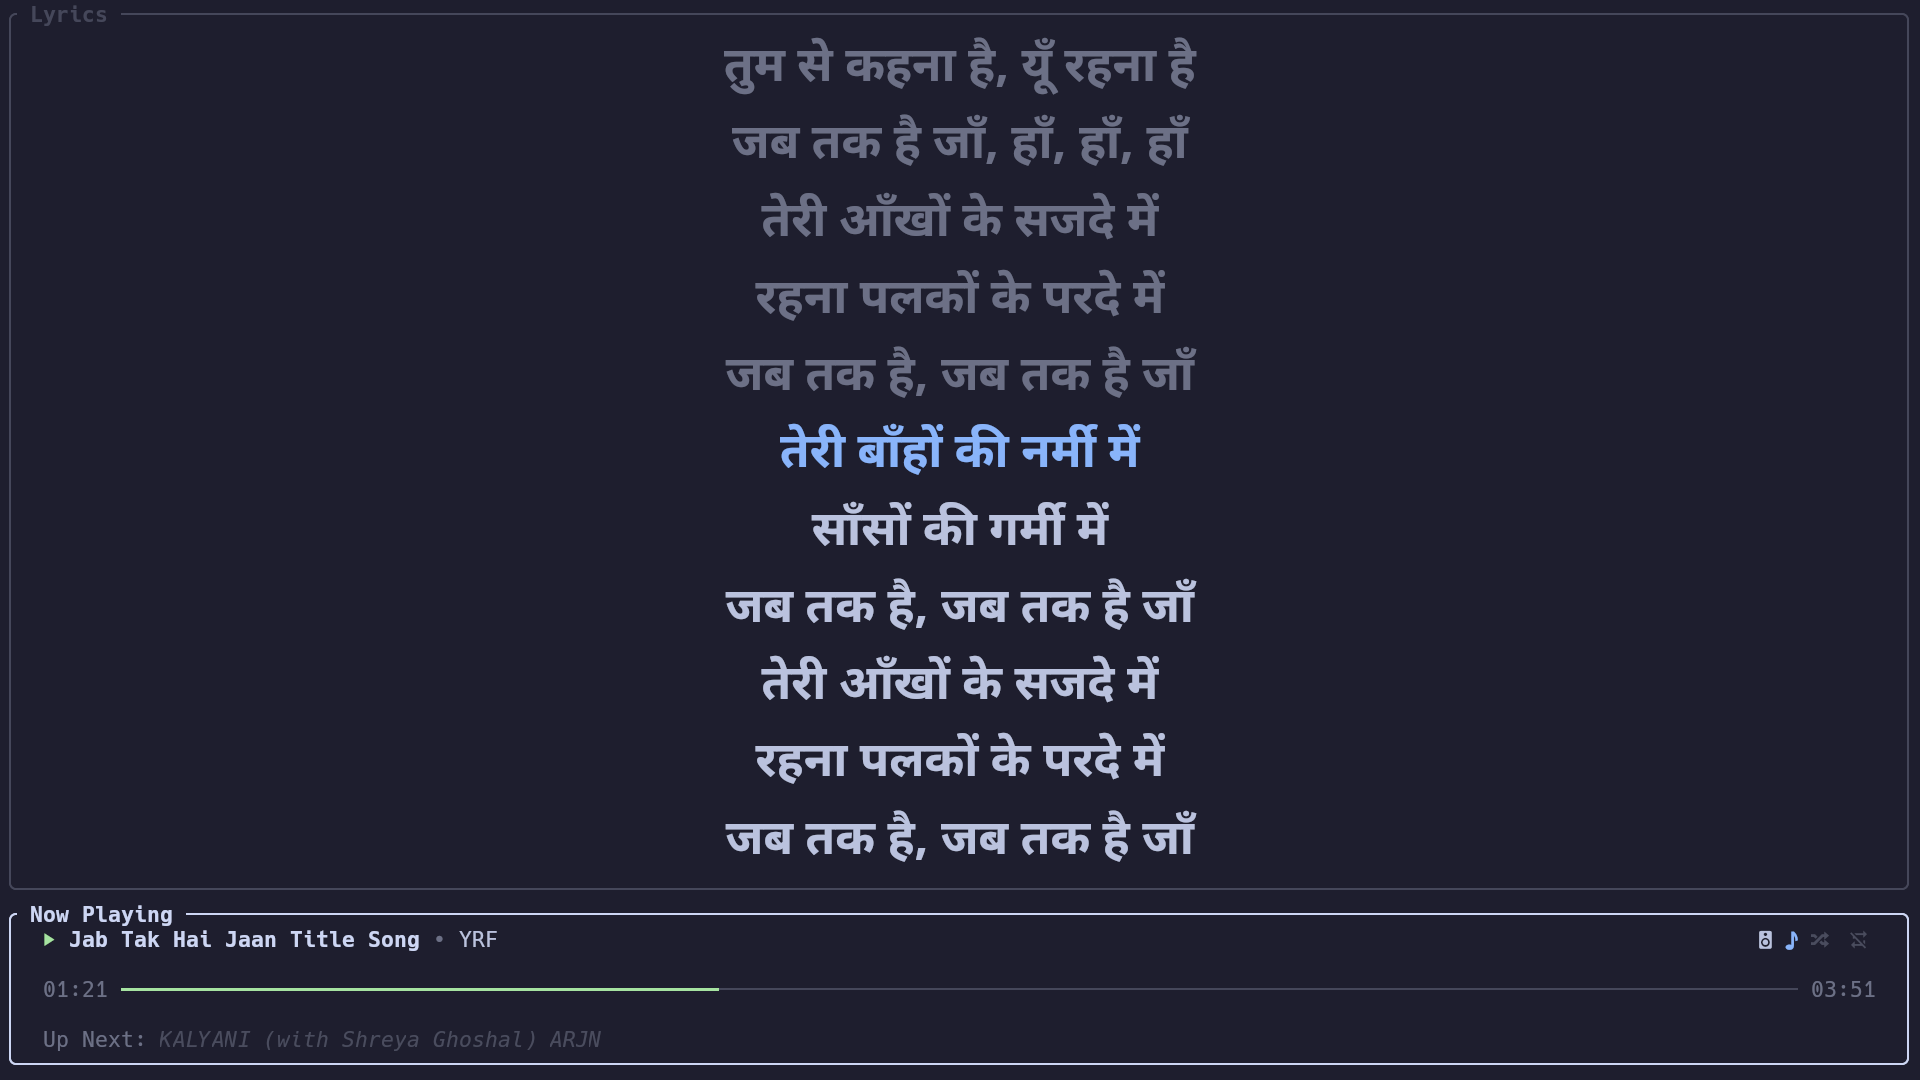 Lyrics
तुम से कहना है, यूँ रहना है
जब तक है जाँ, हाँ, हाँ, हाँ
तेरी आँखों के सजदे में
रहना पलकों के परदे में
जब तक है, जब तक है जाँ
तेरी बाँहों की नर्मी में
साँसों की गर्मी में
जब तक है, जब तक है जाँ
तेरी आँखों के सजदे में
रहना पलकों के परदे में
जब तक है, जब तक है जाँ
Now Playing
Jab Tak Hai Jaan Title Song • YRF
01:21 03:51
Up Next: KALYANI (with Shreya Ghoshal) ARJN